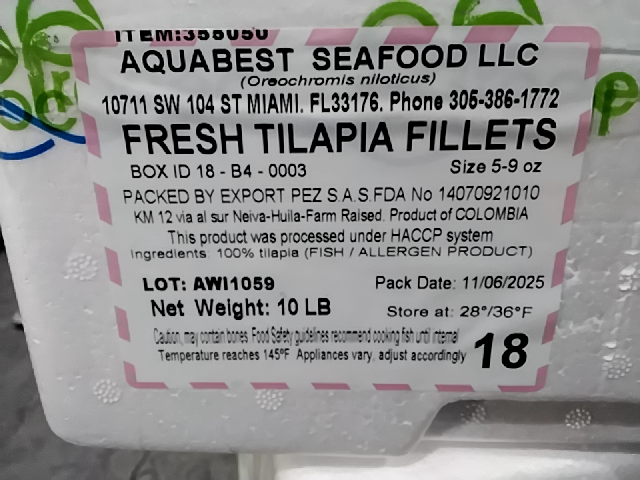 ITEM:355050
AQUABEST SEAFOOD LLC
(Oreochromis niloticus)
10711 SW 104 ST MIAMI. FL33176. Phone 305-386-1772
FRESH TILAPIA FILLETS
BOX ID 18 - B4 - 0003 Size 5-9 oz
PACKED BY EXPORT PEZ S.A.S.FDA No 14070921010
KM 12 via al sur Neiva-Huila-Farm Raised. Product of COLOMBIA
This product was processed under HACCP system
Ingredients: 100% tilapia (FISH / ALLERGEN PRODUCT)
LOT: AWI1059 Pack Date: 11/06/2025
Net Weight: 10 LB Store at: 28°/36°F
Caution, may contain bones. Food Safety guidelines recommend cooking fish until internal
Temperature reaches 145°F Appliances vary, adjust accordingly 18